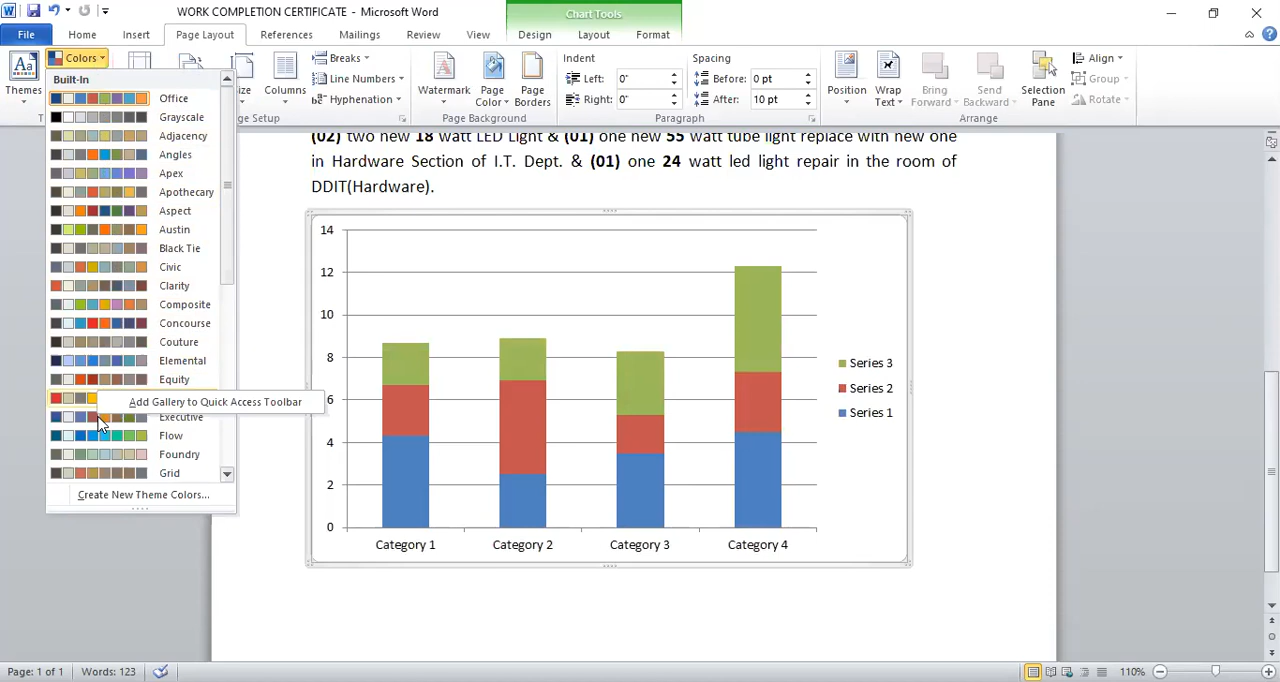 WORK COMPLETION CERTIFICATE - Microsoft Word
Chart Tools
File Home Insert Page Layout References Mailings Review View Design Layout Format
Themes
Colors
Built-In
Office
Grayscale
Adjacency
Angles
Apex
Apothecary
Aspect
Austin
Black Tie
Civic
Clarity
Composite
Concourse
Couture
Elemental
Equity
Add Gallery to Quick Access Toolbar
Executive
Flow
Foundry
Grid
Create New Theme Colors...
Columns
Breaks
Line Numbers
Hyphenation
Watermark
Page Color
Page Borders
Page Background
Indent
Left: 0"
Right: 0"
Spacing
Before: 0 pt
After: 10 pt
Paragraph
Position
Wrap Text
Bring Forward
Send Backward
Selection Pane
Align
Group
Rotate
Arrange
(02) two new 18 watt LED Light & (01) one new 55 watt tube light replace with new one
in Hardware Section of I.T. Dept. & (01) one 24 watt led light repair in the room of
DDIT(Hardware).
14
12
10
8
6
4
2
0
Category 1 Category 2 Category 3 Category 4
Series 3
Series 2
Series 1
Page: 1 of 1 Words: 123 110%